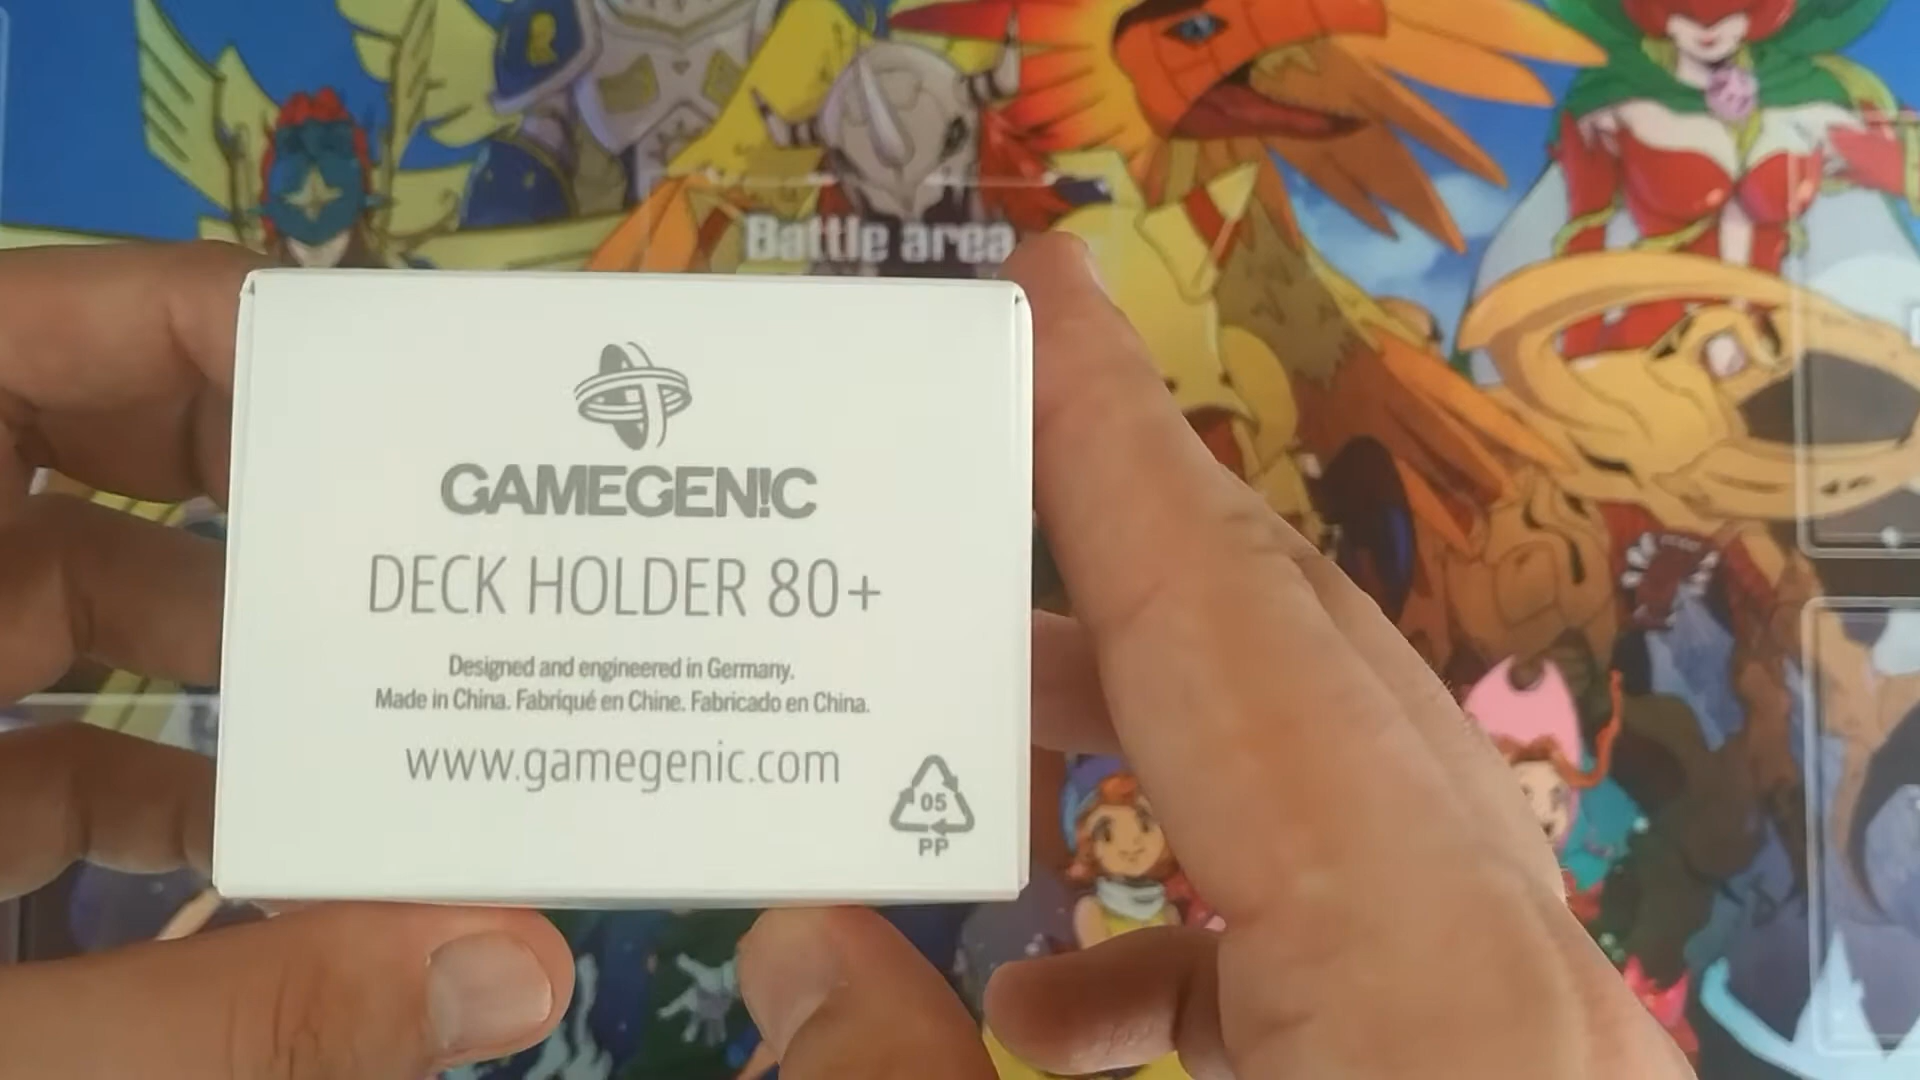 Battle area
GAMEGEN!C
DECK HOLDER 80+
Designed and engineered in Germany.
Made in China. Fabriqué en Chine. Fabricado en China.
www.gamegenic.com
05
PP